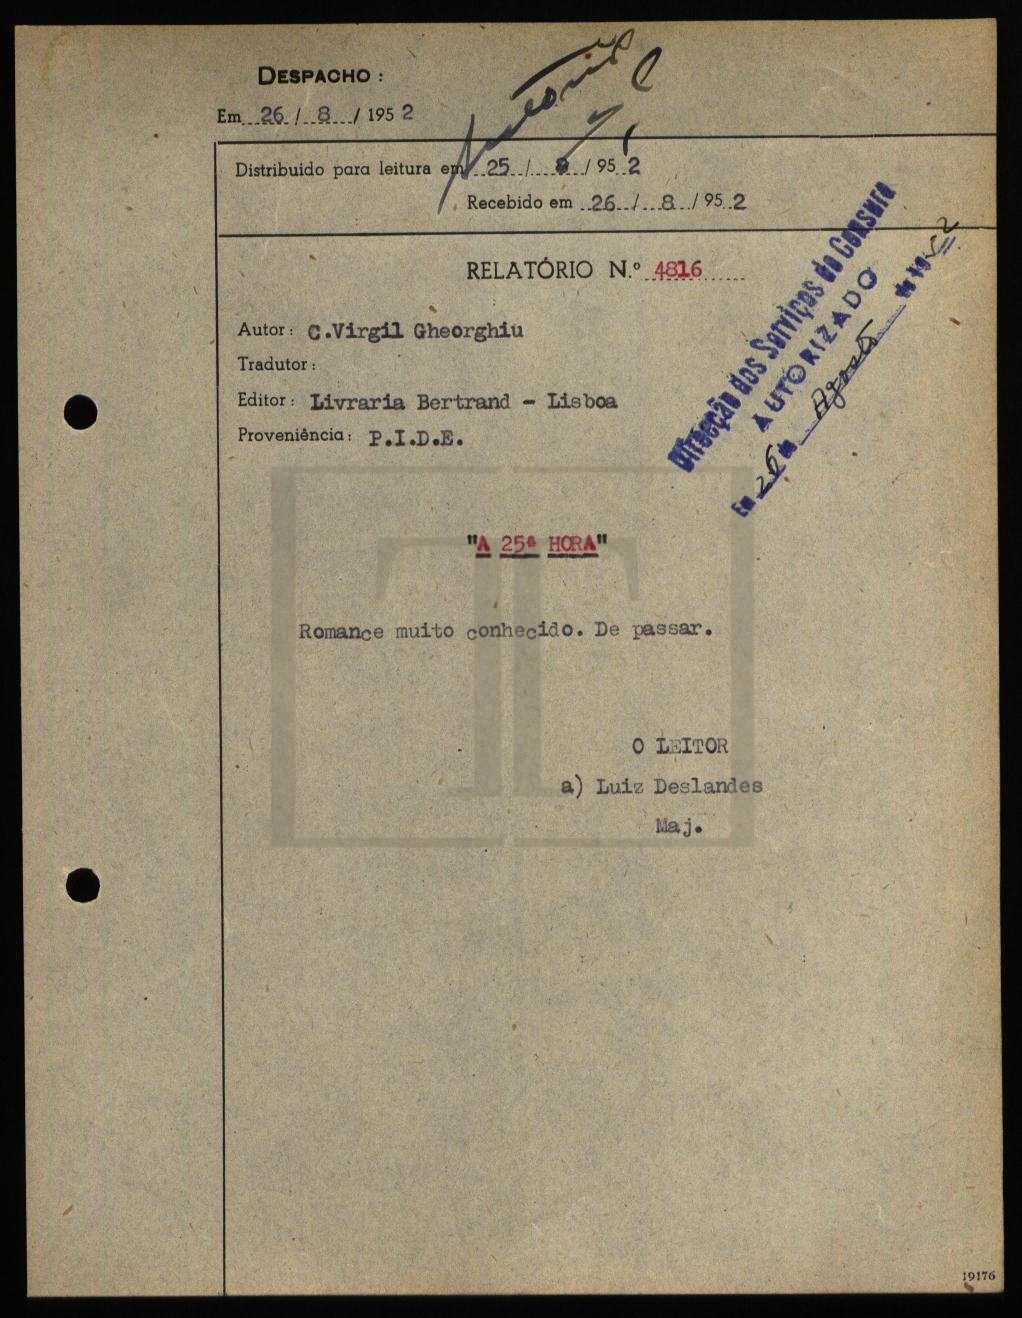 DESPACHO:
Em 26 / 8 / 1952
Distribuido para leitura em 25 / 8 / 952
Recebido em 26 / 8 / 952
RELATÓRIO N.º 4816
Autor: C.Virgil Gheorghiu
Tradutor:
Editor: Livraria Bertrand - Lisboa
Proveniência: P.I.D.E.
Direcção dos Serviços de Censura
AUTORIZADO
Em 26 de Agosto de 1952
"A 25ª HORA"
Romance muito conhecido. De passar.
O LEITOR
a) Luiz Deslandes
Maj.
19176